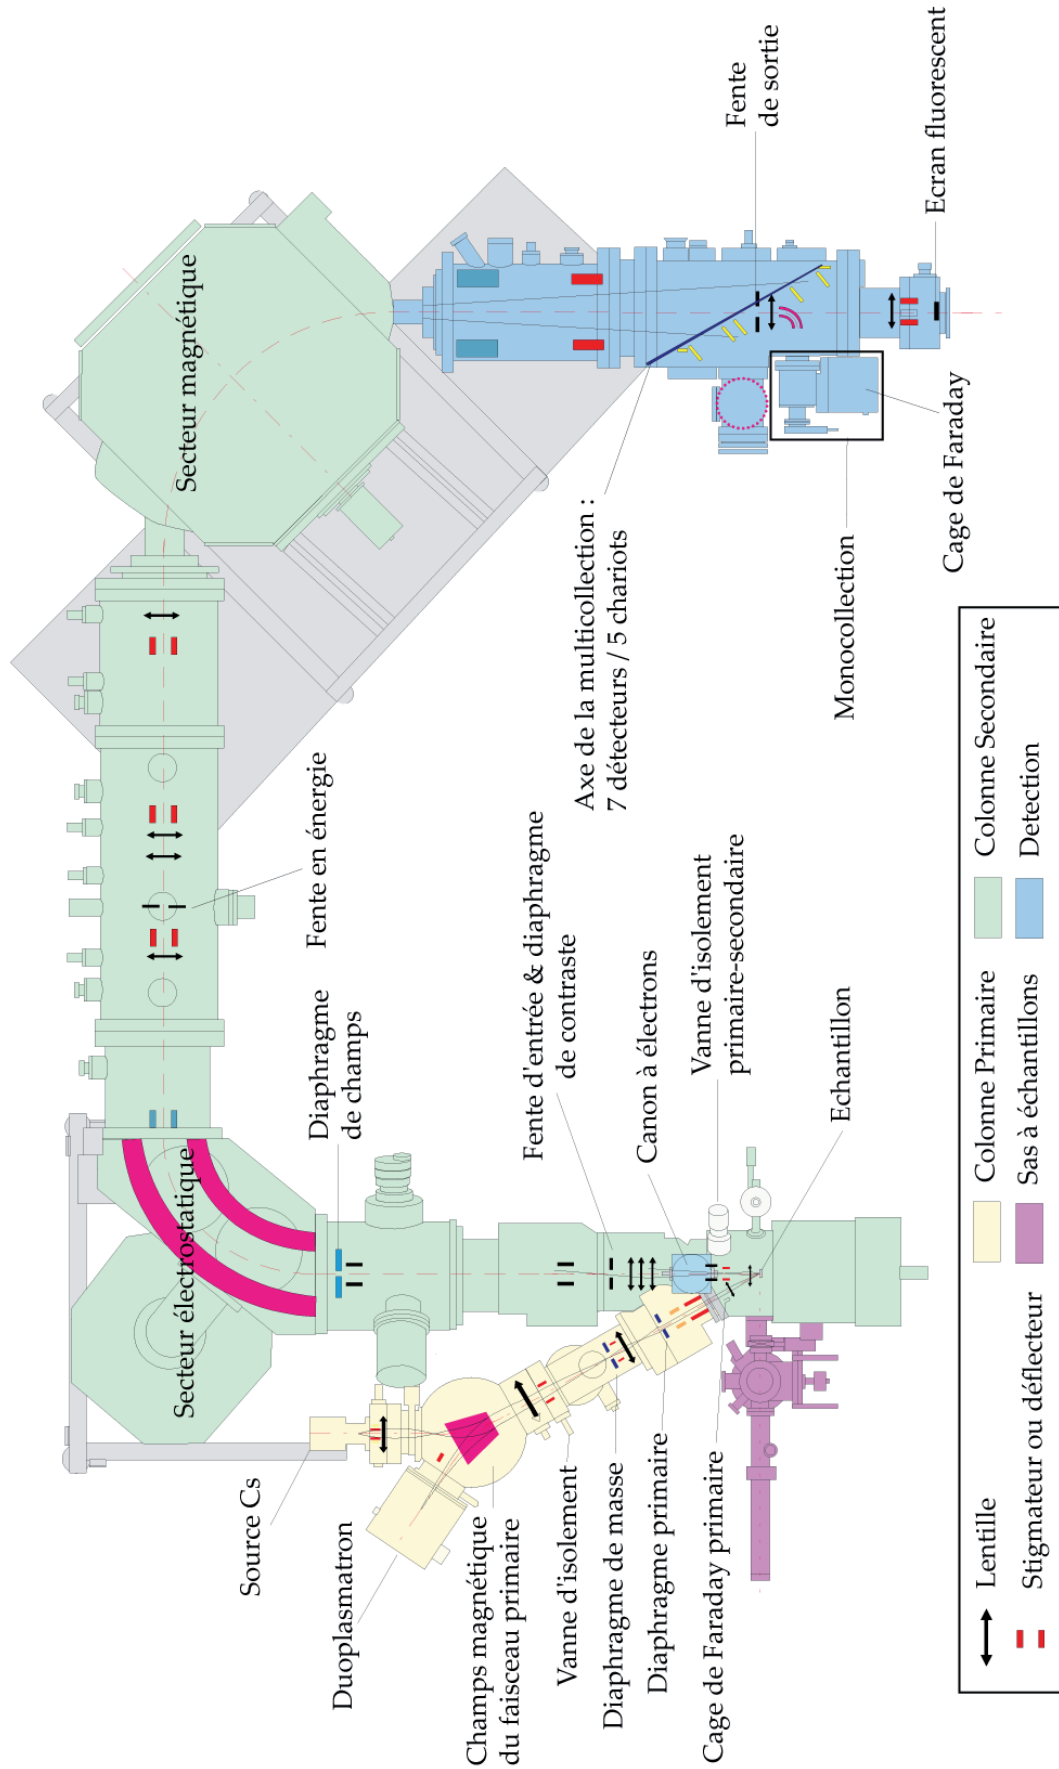 Source Cs
Duoplasmatron
Champs magnétique
du faisceau primaire
Vanne d'isolement
Diaphragme de masse
Diaphragme primaire
Cage de Faraday primaire
Secteur électrostatique
Diaphragme
de champs
Fente d'entrée & diaphragme
de contraste
Canon à électrons
Vanne d'isolement
primaire-secondaire
Echantillon
Fente en énergie
Secteur magnétique
Axe de la multicollection :
7 détecteurs / 5 chariots
Monocollection
Cage de Faraday
Fente
de sortie
Ecran fluorescent
Lentille
Stigmateur ou déflecteur
Colonne Primaire
Sas à échantillons
Colonne Secondaire
Detection